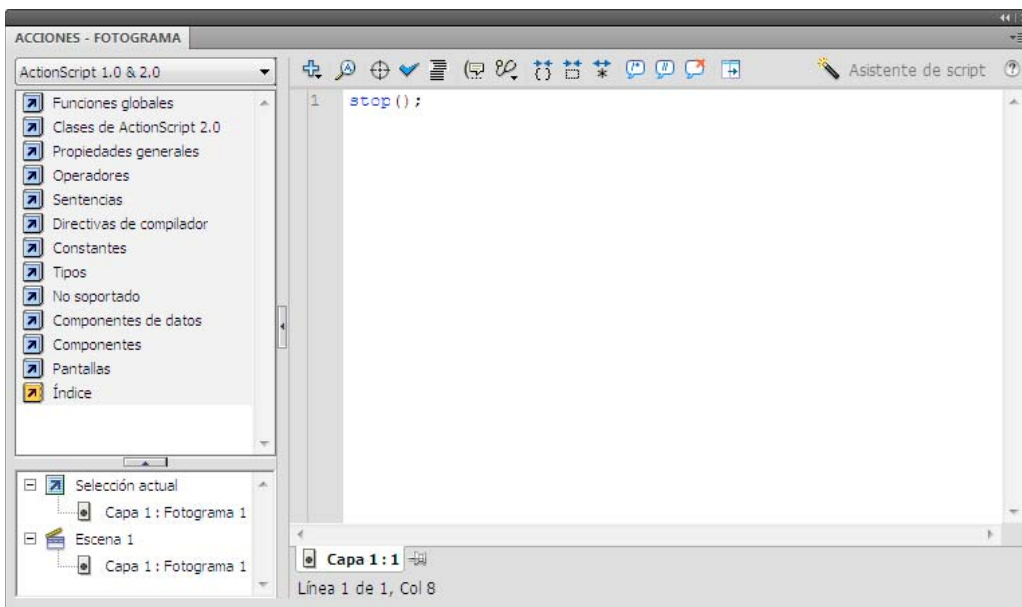 ACCIONES - FOTOGRAMA
ActionScript 1.0 & 2.0
Asistente de script
Funciones globales
Clases de ActionScript 2.0
Propiedades generales
Operadores
Sentencias
Directivas de compilador
Constantes
Tipos
No soportado
Componentes de datos
Componentes
Pantallas
Índice
1 stop();
Selección actual
Capa 1 : Fotograma 1
Escena 1
Capa 1 : Fotograma 1
Capa 1 : 1
Línea 1 de 1, Col 8